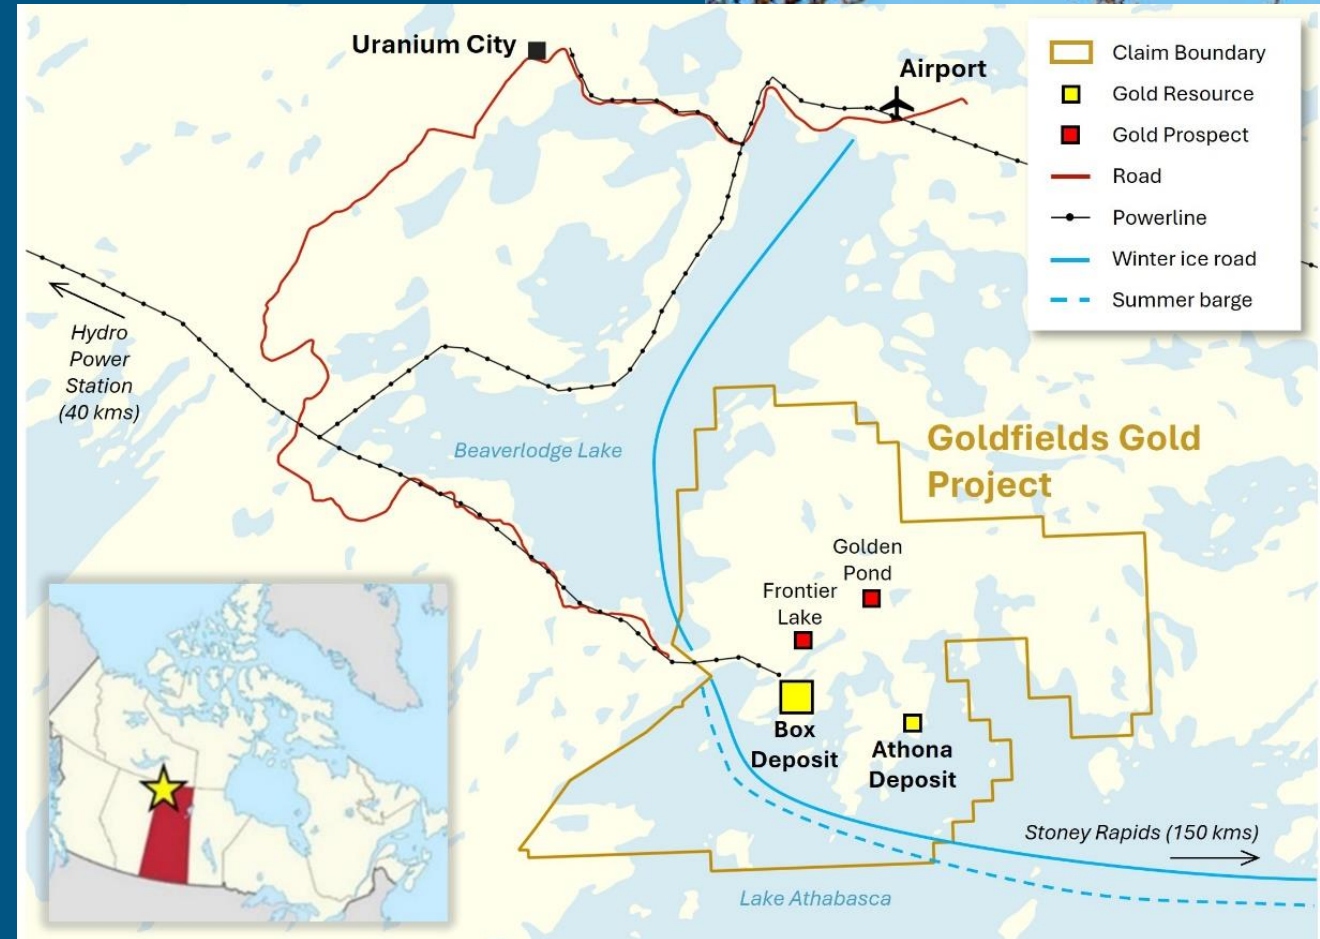 Uranium City
Airport
Claim Boundary
Gold Resource
Gold Prospect
Road
Powerline
Winter ice road
Summer barge
Hydro
Power
Station
(40 kms)
Beaverlodge Lake
Goldfields Gold
Project
Golden
Pond
Frontier
Lake
Box
Deposit
Athona
Deposit
Stoney Rapids (150 kms)
Lake Athabasca